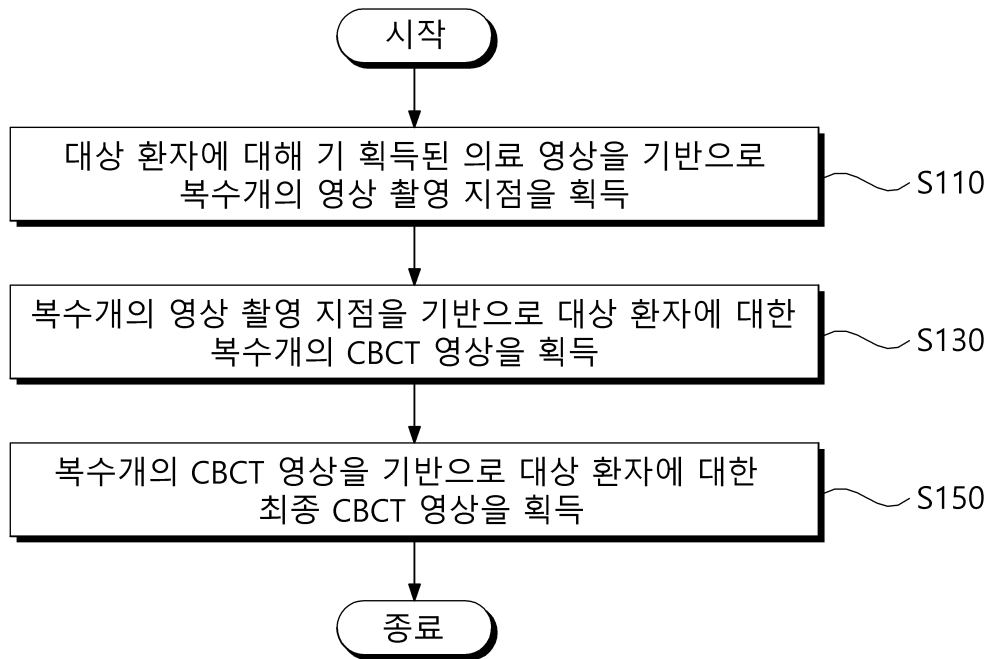 시작
대상 환자에 대해 기 획득된 의료 영상을 기반으로
복수개의 영상 촬영 지점을 획득
S110
복수개의 영상 촬영 지점을 기반으로 대상 환자에 대한
복수개의 CBCT 영상을 획득
S130
복수개의 CBCT 영상을 기반으로 대상 환자에 대한
최종 CBCT 영상을 획득
S150
종료